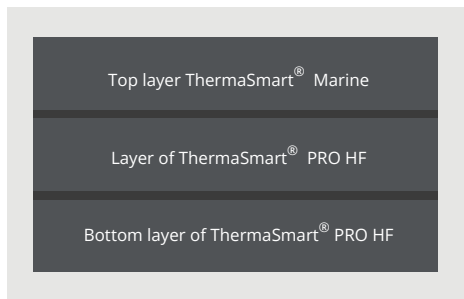 Top layer ThermaSmart® Marine
Layer of ThermaSmart® PRO HF
Bottom layer of ThermaSmart® PRO HF